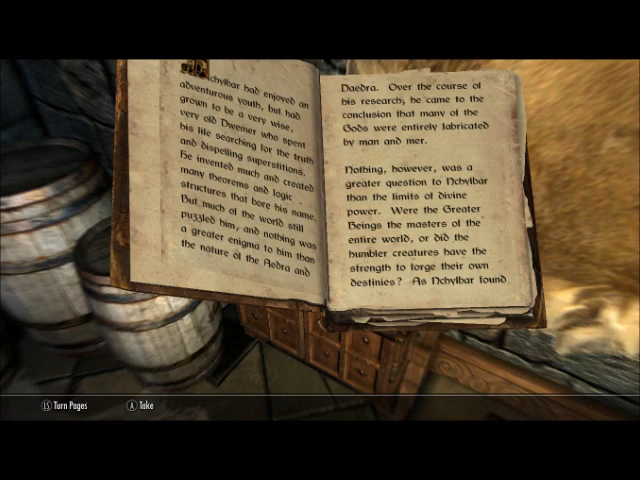 Nchylbar had enjoyed an
adventurous youth, but had
grown to be a very wise,
very old Dwemer who spent
his life searching for the truth
and dispelling superstitions.
He invented much and created
many theorems and logic
structures that bore his name.
But much of the world still
puzzled him, and nothing was
a greater enigma to him than
the nature of the Aedra and
Daedra. Over the course of
his research, he came to the
conclusion that many of the
Gods were entirely fabricated
by man and mer.
Nothing, however, was a
greater question to Nchylbar
than the limits of divine
power. Were the Greater
Beings the masters of the
entire world, or did the
humbler creatures have the
strength to forge their own
destinies? As Nchylbar found
LS Turn Pages
A Take